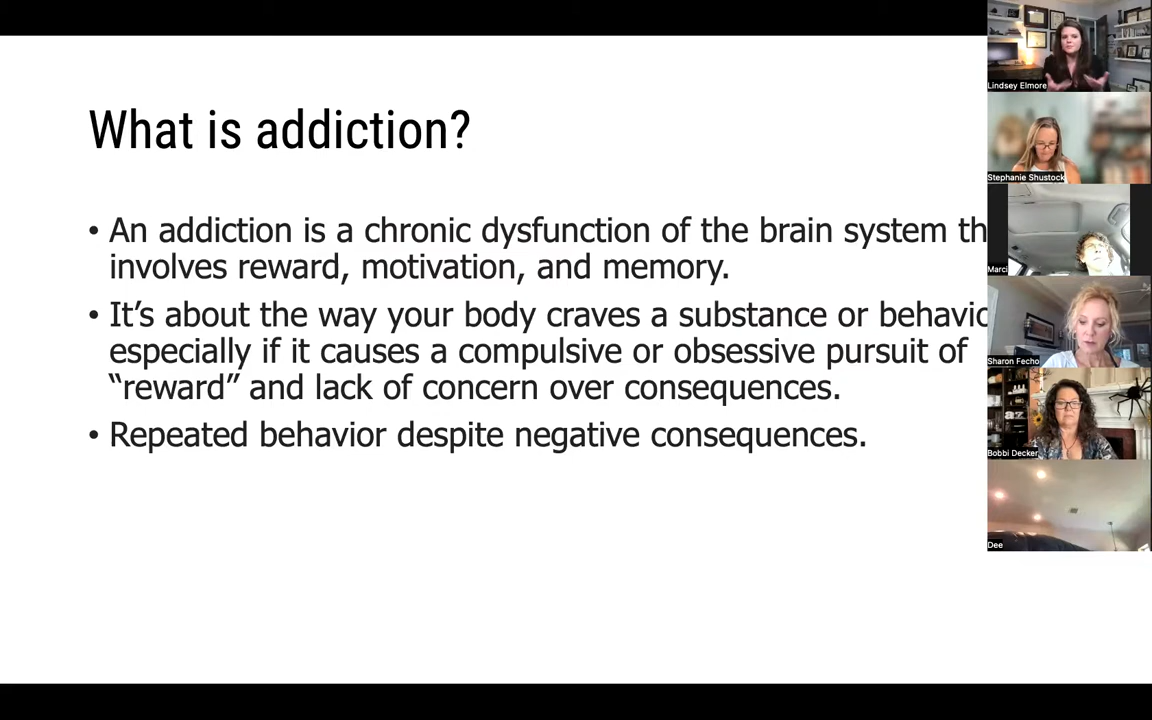 What is addiction?
• An addiction is a chronic dysfunction of the brain system
involves reward, motivation, and memory.
• It’s about the way your body craves a substance or
especially if it causes a compulsive or obsessive pursuit of
“reward” and lack of concern over consequences.
• Repeated behavior despite negative consequences.
Lindsey Elmore
Stephanie Shustock
Marci
Sharon Fecho
Bobbi Decker
Dee